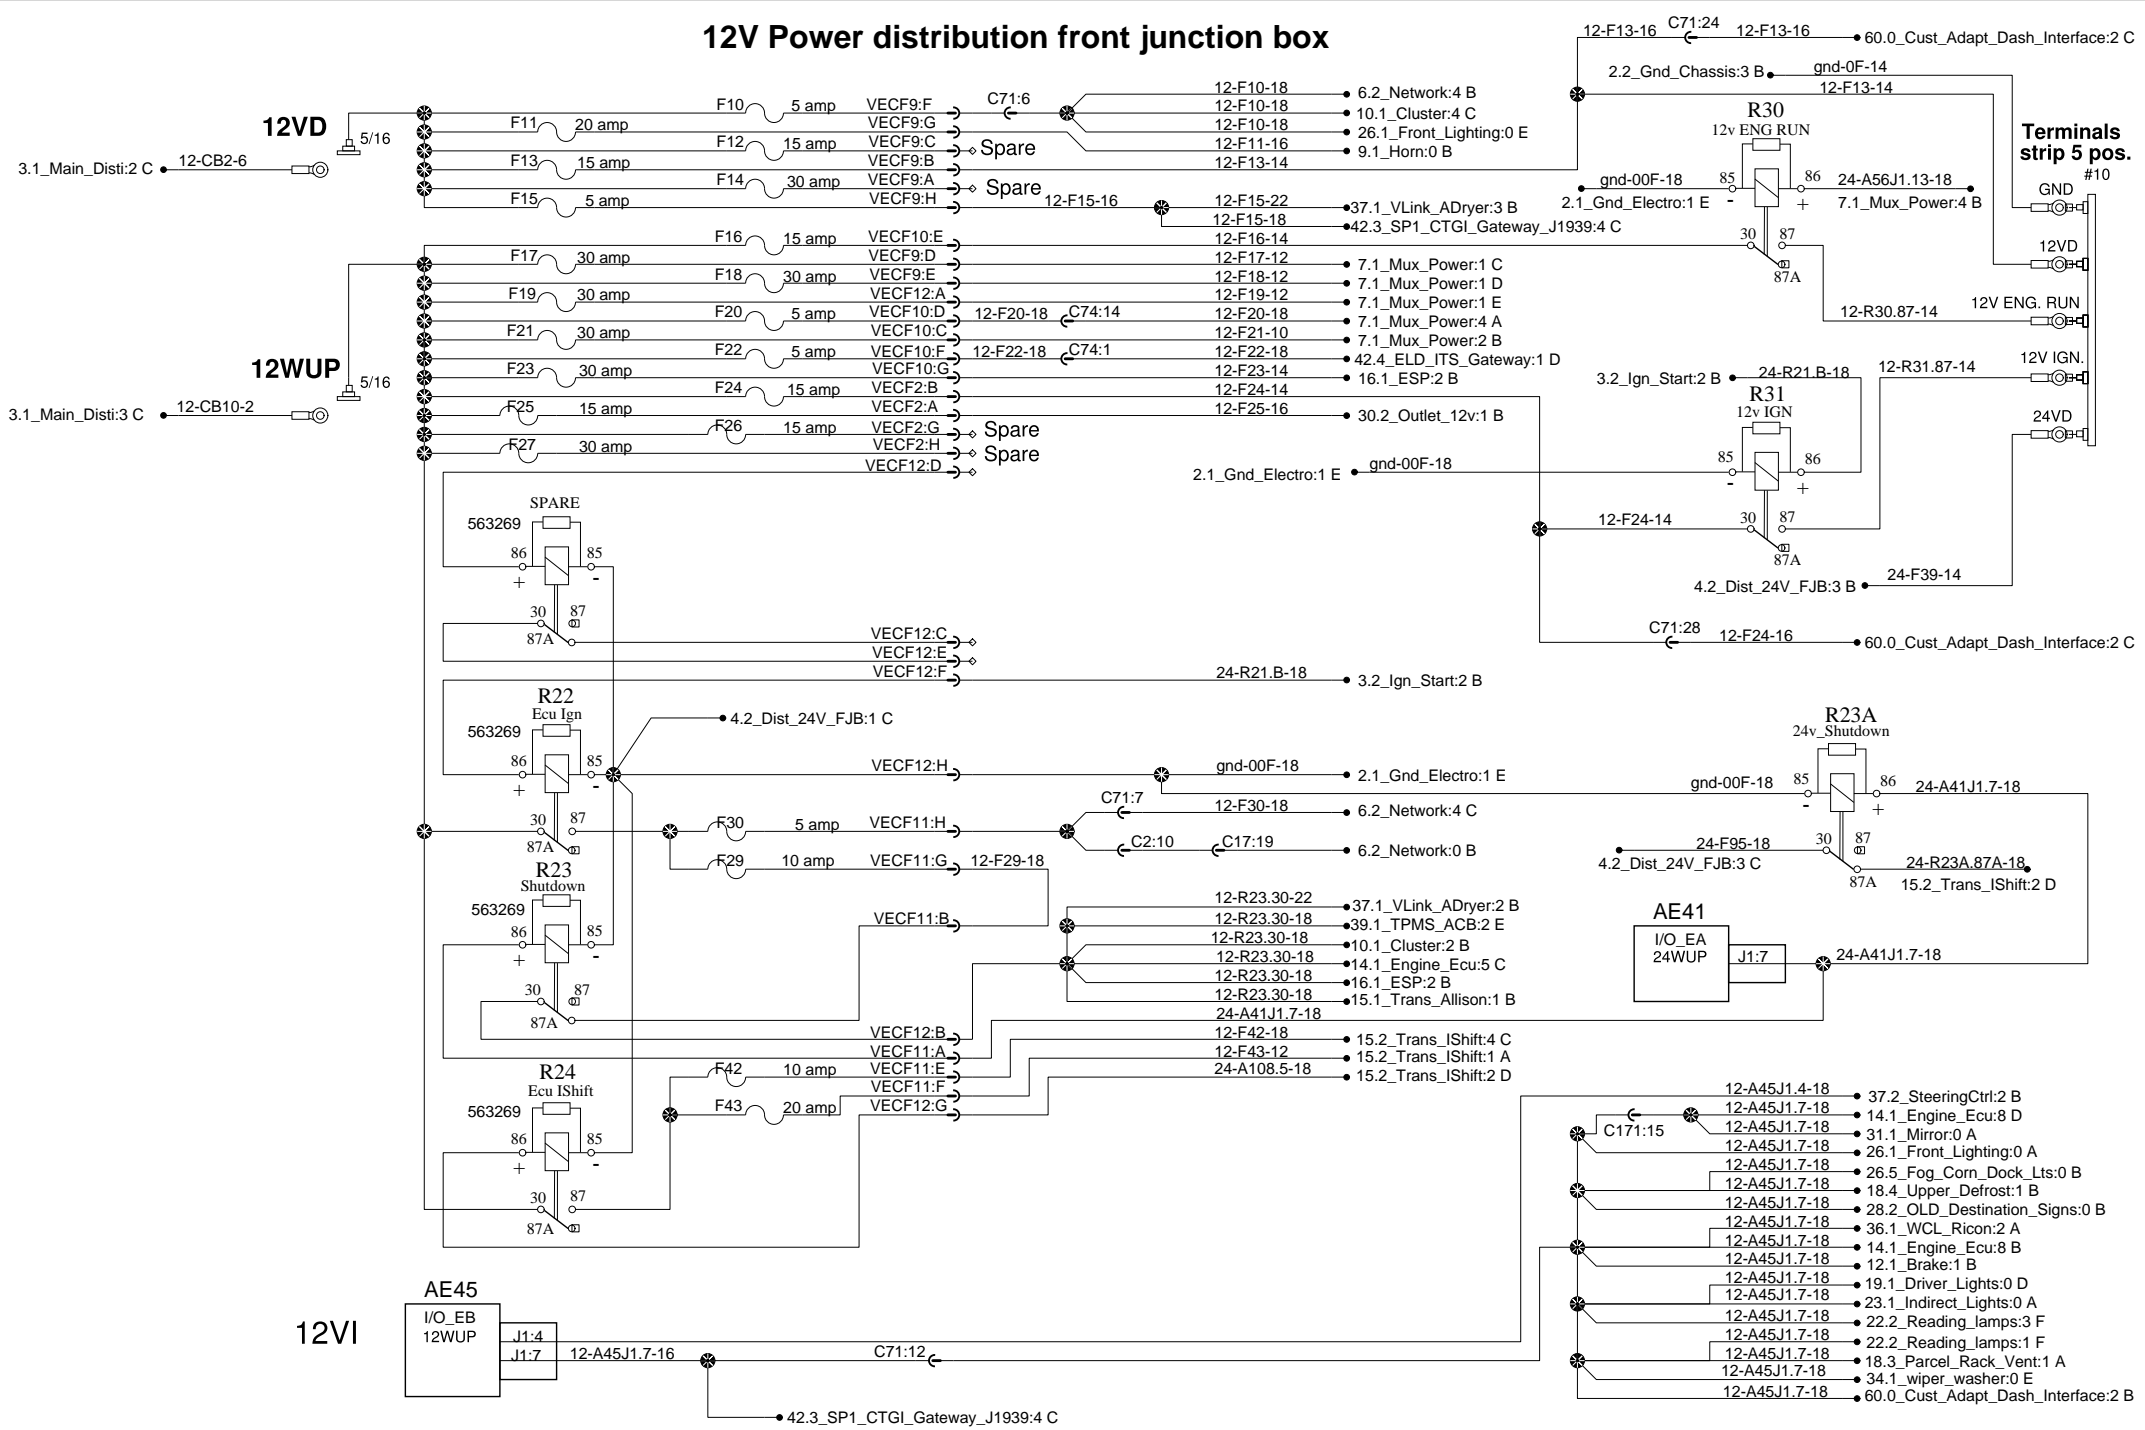 12V Power distribution front junction box
12-F13-16 C71:24 12-F13-16 60.0_Cust_Adapt_Dash_Interface:2 C
2.2_Gnd_Chassis:3 B gnd-0F-14
12-F13-14
12VD
5/16
3.1_Main_Disti:2 C 12-CB2-6
F10 5 amp VECF9:F C71:6 12-F10-18 6.2_Network:4 B
12-F10-18 10.1_Cluster:4 C
F11 20 amp VECF9:G 12-F10-18 26.1_Front_Lighting:0 E
F12 15 amp VECF9:C Spare 12-F11-16 9.1_Horn:0 B
F13 15 amp VECF9:B 12-F13-14
F14 30 amp VECF9:A Spare
F15 5 amp VECF9:H 12-F15-16 12-F15-22 37.1_VLink_ADryer:3 B
12-F15-18 42.3_SP1_CTGI_Gateway_J1939:4 C
R30
12v ENG RUN
gnd-00F-18 85 86 24-A56J1.13-18
2.1_Gnd_Electro:1 E - + 7.1_Mux_Power:4 B
30 87
87A
Terminals
strip 5 pos.
#10
GND
12VD
12V ENG. RUN
12-R30.87-14
12V IGN.
12-R31.87-14
24VD
12WUP
5/16
3.1_Main_Disti:3 C 12-CB10-2
F16 15 amp VECF10:E 12-F16-14
F17 30 amp VECF9:D 12-F17-12 7.1_Mux_Power:1 C
F18 30 amp VECF9:E 12-F18-12 7.1_Mux_Power:1 D
F19 30 amp VECF12:A 12-F19-12 7.1_Mux_Power:1 E
F20 5 amp VECF10:D 12-F20-18 C74:14 12-F20-18 7.1_Mux_Power:4 A
F21 30 amp VECF10:C 12-F21-10 7.1_Mux_Power:2 B
F22 5 amp VECF10:F 12-F22-18 C74:1 12-F22-18 42.4_ELD_ITS_Gateway:1 D
F23 30 amp VECF10:G 12-F23-14 16.1_ESP:2 B
F24 15 amp VECF2:B 12-F24-14
F25 15 amp VECF2:A 12-F25-16 30.2_Outlet_12v:1 B
F26 15 amp VECF2:G Spare
F27 30 amp VECF2:H Spare
VECF12:D
3.2_Ign_Start:2 B 24-R21.B-18
R31
12v IGN
2.1_Gnd_Electro:1 E gnd-00F-18 85 86
- +
12-F24-14 30 87
87A
4.2_Dist_24V_FJB:3 B 24-F39-14
C71:28 12-F24-16 60.0_Cust_Adapt_Dash_Interface:2 C
SPARE
563269
86 85
+ -
30 87
87A
VECF12:C
VECF12:E
VECF12:F 24-R21.B-18 3.2_Ign_Start:2 B
R22
Ecu Ign
563269
4.2_Dist_24V_FJB:1 C
86 85
+ -
VECF12:H gnd-00F-18 2.1_Gnd_Electro:1 E
30 87
87A
F30 5 amp VECF11:H C71:7 12-F30-18 6.2_Network:4 C
C2:10 C17:19 6.2_Network:0 B
F29 10 amp VECF11:G 12-F29-18
R23A
24v_Shutdown
gnd-00F-18 85 86 24-A41J1.7-18
- +
24-F95-18 30 87
4.2_Dist_24V_FJB:3 C 87A 24-R23A.87A-18
15.2_Trans_IShift:2 D
R23
Shutdown
563269
86 85
+ -
30 87
87A
VECF11:B
12-R23.30-22 37.1_VLink_ADryer:2 B
12-R23.30-18 39.1_TPMS_ACB:2 E
12-R23.30-18 10.1_Cluster:2 B
12-R23.30-18 14.1_Engine_Ecu:5 C
12-R23.30-18 16.1_ESP:2 B
12-R23.30-18 15.1_Trans_Allison:1 B
24-A41J1.7-18
AE41
I/O_EA
24WUP
J1:7 24-A41J1.7-18
VECF12:B 12-F42-18 15.2_Trans_IShift:4 C
VECF11:A 12-F43-12 15.2_Trans_IShift:1 A
F42 10 amp VECF11:E 24-A108.5-18 15.2_Trans_IShift:2 D
VECF11:F
F43 20 amp VECF12:G
R24
Ecu IShift
563269
86 85
+ -
30 87
87A
12-A45J1.4-18 37.2_SteeringCtrl:2 B
12-A45J1.7-18 14.1_Engine_Ecu:8 D
C171:15 12-A45J1.7-18 31.1_Mirror:0 A
12-A45J1.7-18 26.1_Front_Lighting:0 A
12-A45J1.7-18 26.5_Fog_Corn_Dock_Lts:0 B
12-A45J1.7-18 18.4_Upper_Defrost:1 B
12-A45J1.7-18 28.2_OLD_Destination_Signs:0 B
12-A45J1.7-18 36.1_WCL_Ricon:2 A
12-A45J1.7-18 14.1_Engine_Ecu:8 B
12-A45J1.7-18 12.1_Brake:1 B
12-A45J1.7-18 19.1_Driver_Lights:0 D
12-A45J1.7-18 23.1_Indirect_Lights:0 A
12-A45J1.7-18 22.2_Reading_lamps:3 F
12-A45J1.7-18 22.2_Reading_lamps:1 F
12-A45J1.7-18 18.3_Parcel_Rack_Vent:1 A
12-A45J1.7-18 34.1_wiper_washer:0 E
12-A45J1.7-18 60.0_Cust_Adapt_Dash_Interface:2 B
12VI
AE45
I/O_EB
12WUP
J1:4
J1:7 12-A45J1.7-16 C71:12
42.3_SP1_CTGI_Gateway_J1939:4 C